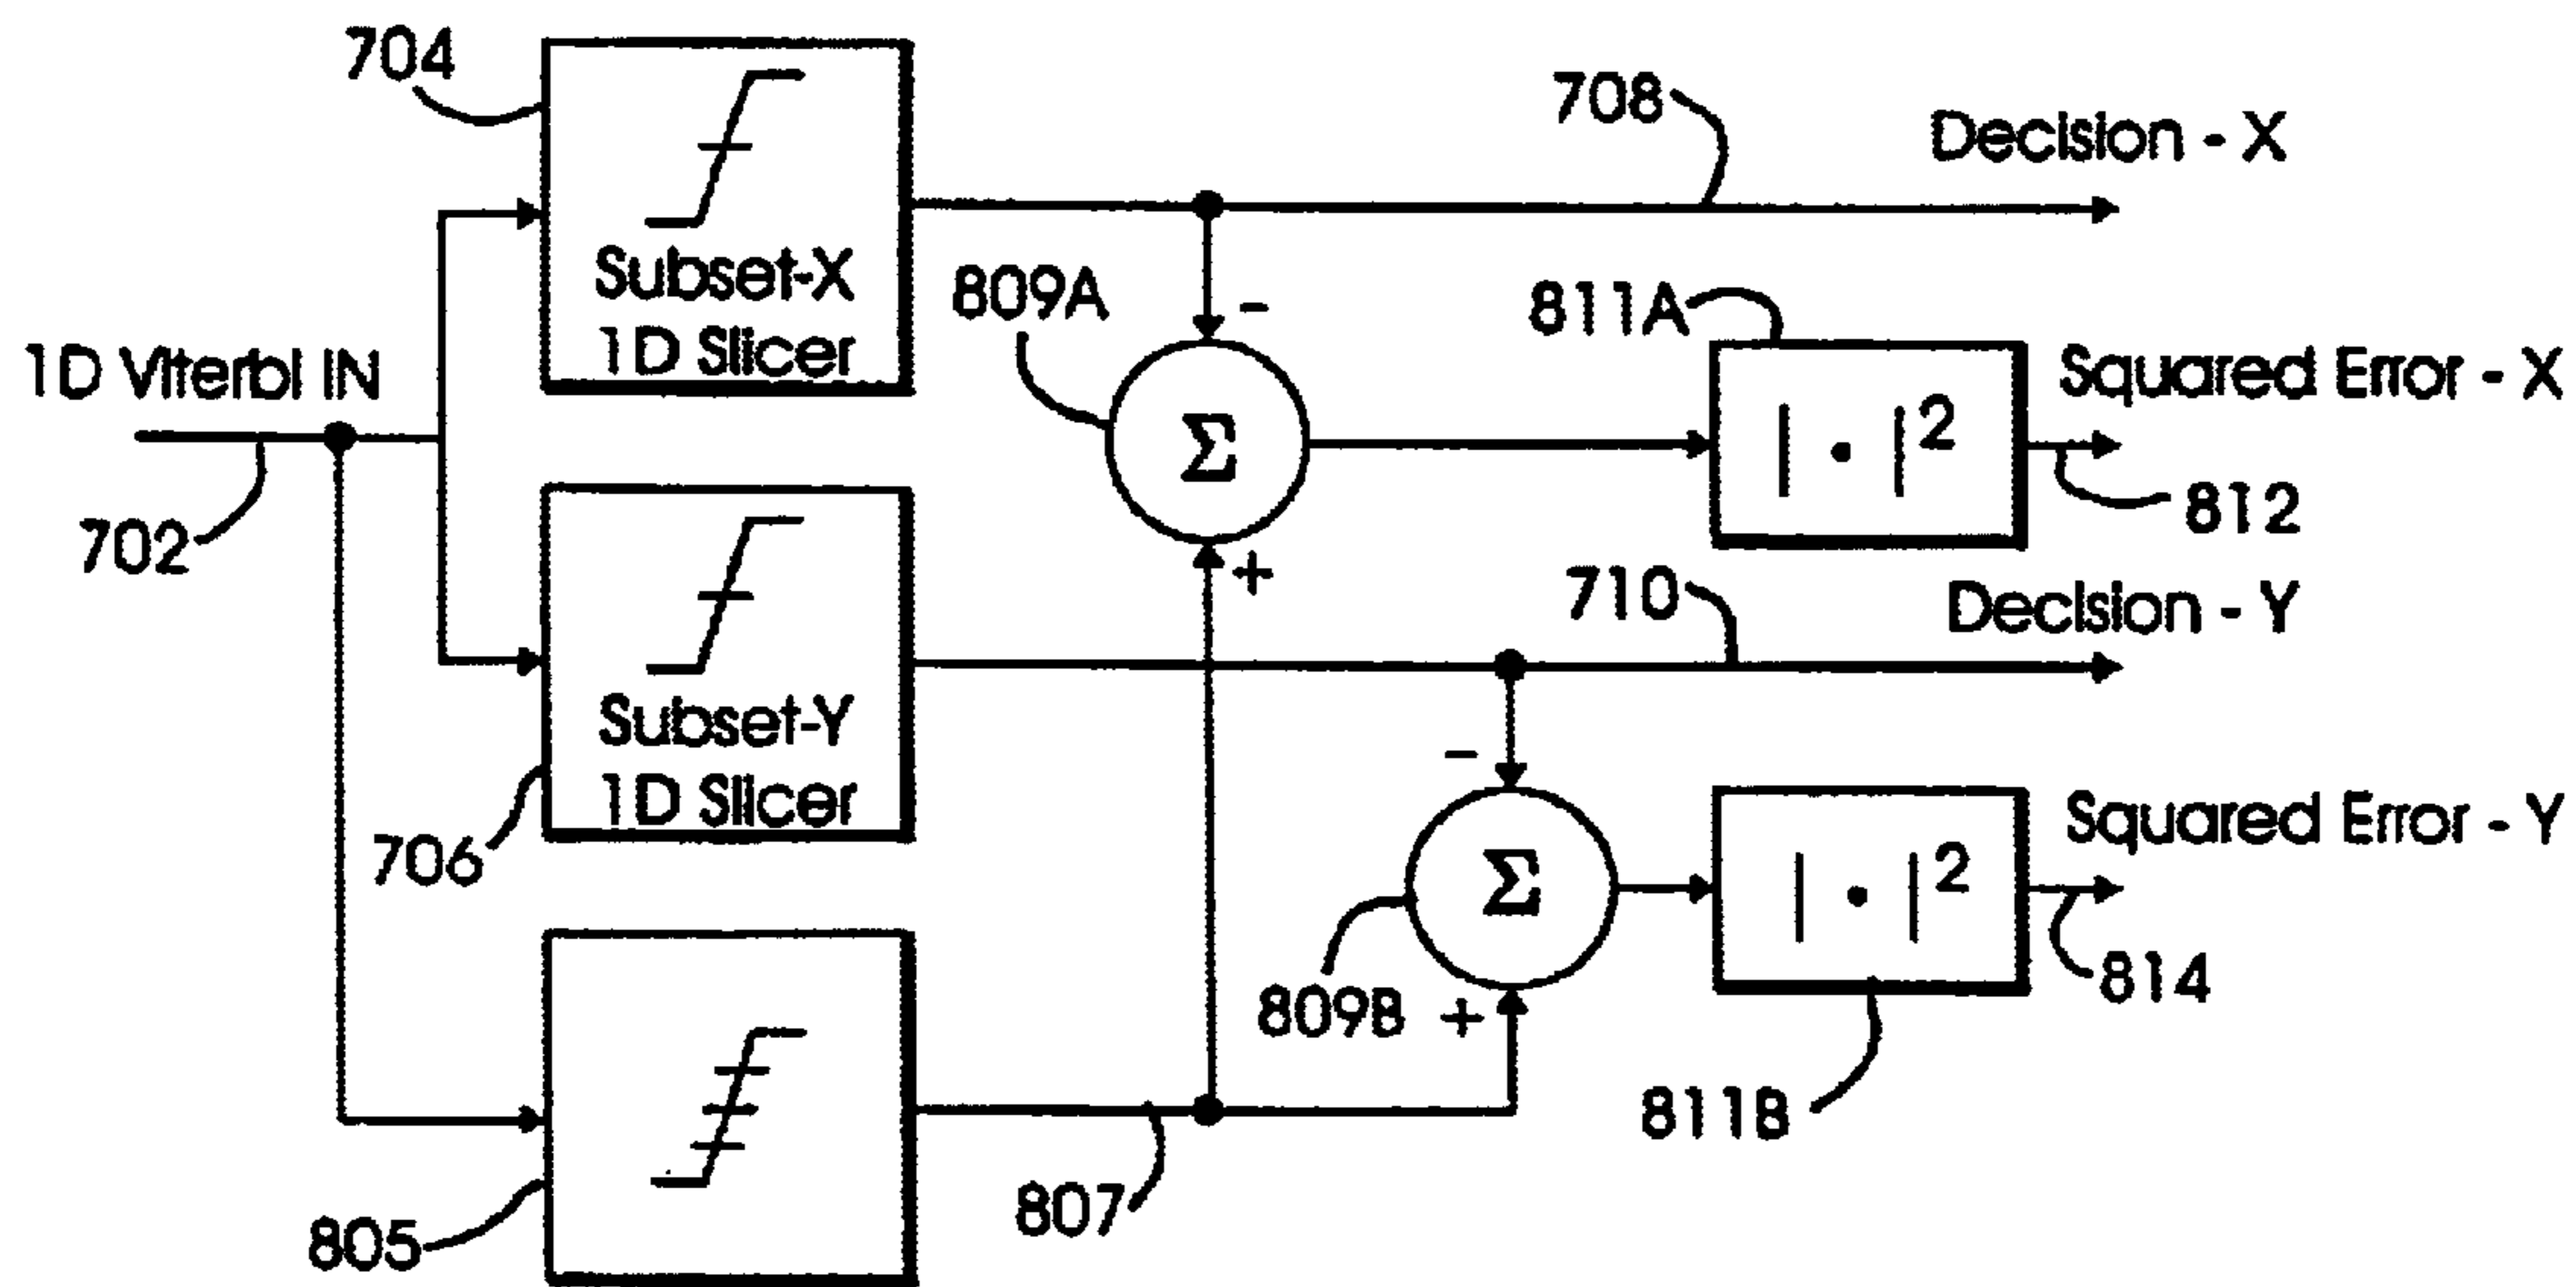 704
Subset-X
1D Slicer
708
Decision - X
809A
-
Σ
+
811A
| • |2
Squared Error - X
812
1D Viterbi IN
702
706
Subset-Y
1D Slicer
710
Decision - Y
-
Σ
809B +
811B
| • |2
Squared Error - Y
814
805
807